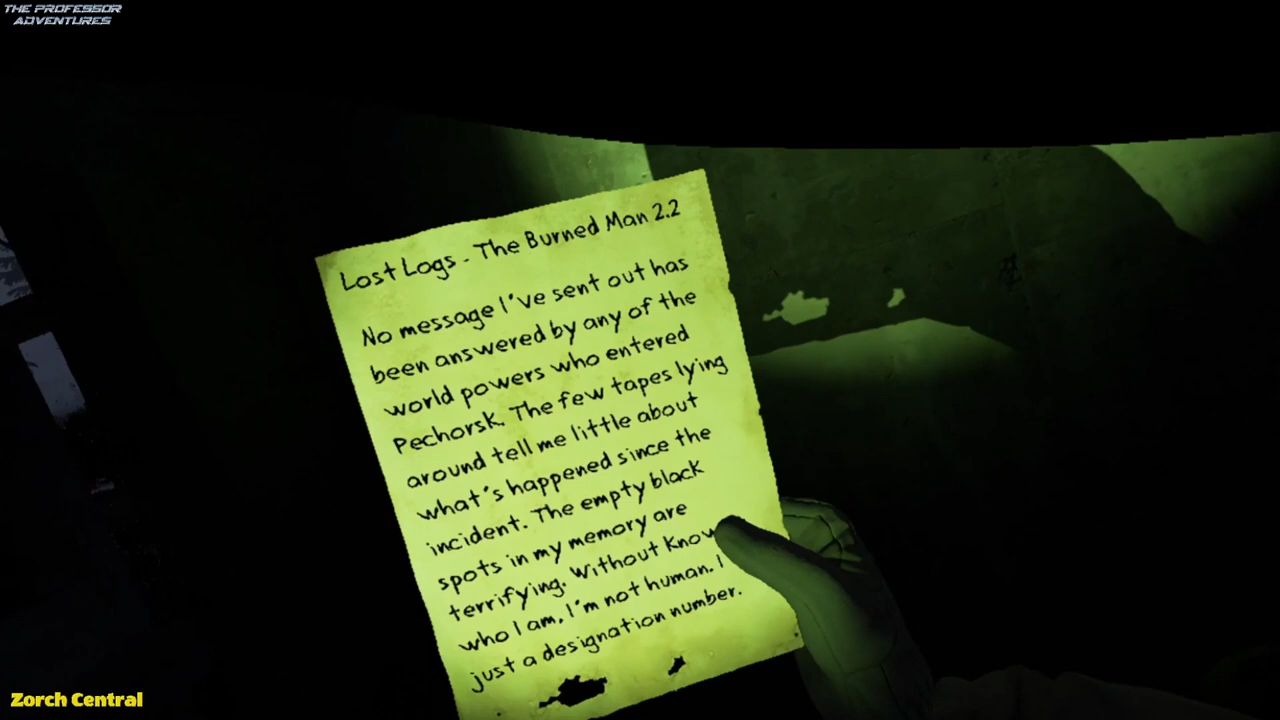 THE PROFESSOR
ADVENTURES
Lost Logs - The Burned Man 2.2
No message I've sent out has
been answered by any of the
world powers who entered
Pechorsk. The few tapes lying
around tell me little about
what's happened since the
incident. The empty black
spots in my memory are
terrifying. Without know
who I am, I'm not human. I
just a designation number.
Zorch Central